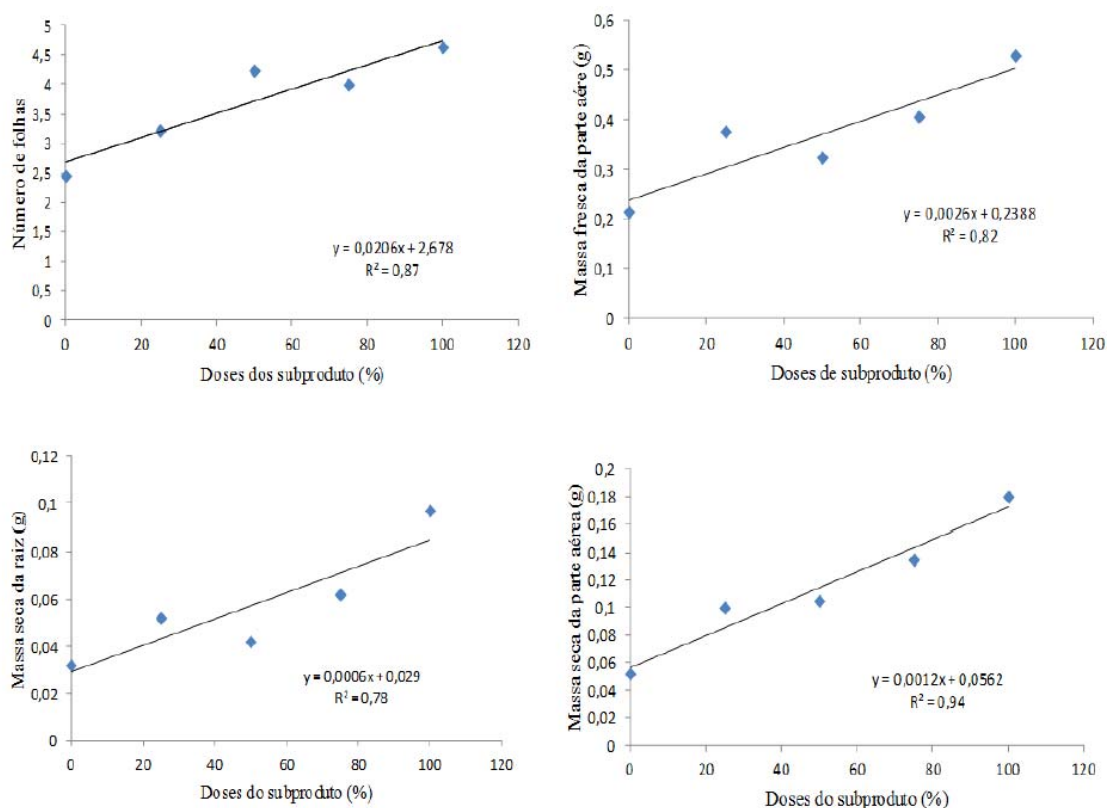 Número de folhas
5
4,5
4
3,5
3
2,5
2
1,5
1
0,5
0
y = 0,0206x + 2,678
R² = 0,87
0 20 40 60 80 100 120
Doses dos subproduto (%)
Massa fresca da parte aére (g)
0,6
0,5
0,4
0,3
0,2
0,1
0
y = 0,0026x + 0,2388
R² = 0,82
0 20 40 60 80 100 120
Doses de subproduto (%)
Massa seca da raiz (g)
0,12
0,1
0,08
0,06
0,04
0,02
0
y = 0,0006x + 0,029
R² = 0,78
0 20 40 60 80 100 120
Doses do subproduto (%)
Massa seca da parte aérea (g)
0,2
0,18
0,16
0,14
0,12
0,1
0,08
0,06
0,04
0,02
0
y = 0,0012x + 0,0562
R² = 0,94
0 20 40 60 80 100 120
Doses do subproduto (%)